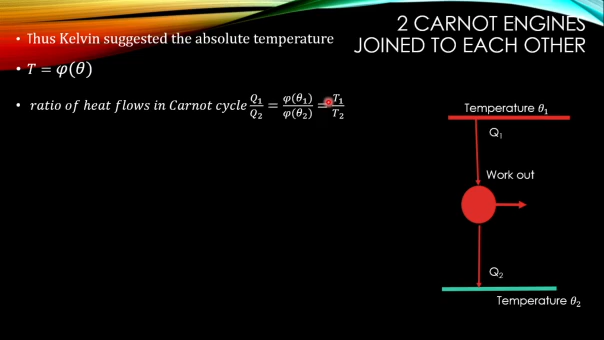 2 CARNOT ENGINES
JOINED TO EACH OTHER
• Thus Kelvin suggested the absolute temperature
• T = φ(θ)
• ratio of heat flows in Carnot cycle Q₁/Q₂ = φ(θ₁)/φ(θ₂) = T₁/T₂
Temperature θ₁
Q₁
Work out
Q₂
Temperature θ₂